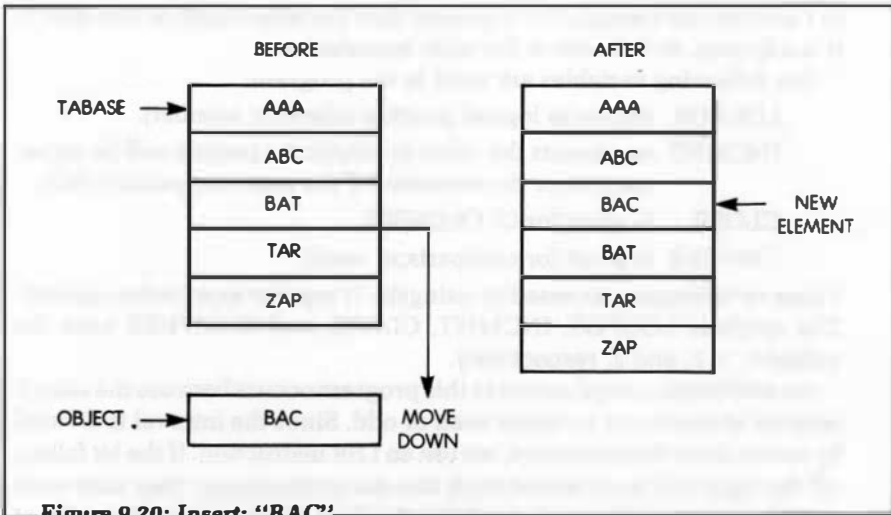 BEFORE
AFTER
TABASE
AAA
ABC
BAT
TAR
ZAP
AAA
ABC
BAC
BAT
TAR
ZAP
NEW
ELEMENT
OBJECT
BAC
MOVE
DOWN
Figure 9.20: Insert: "BAC"